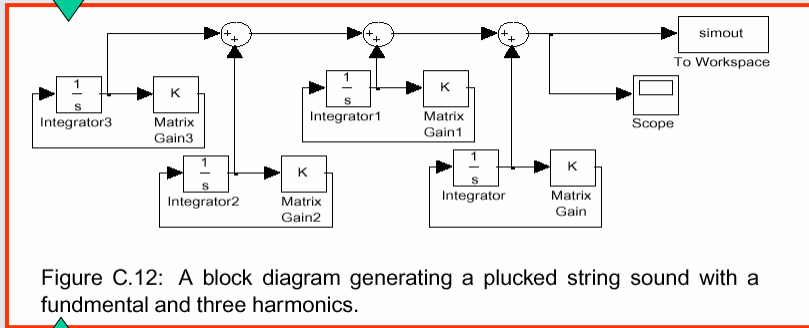 +
+
+
+
+
+
simout
To Workspace
Scope
1
s
Integrator3
K
Matrix
Gain3
1
s
Integrator1
K
Matrix
Gain1
1
s
Integrator2
K
Matrix
Gain2
1
s
Integrator
K
Matrix
Gain
Figure C.12: A block diagram generating a plucked string sound with a
fundmental and three harmonics.